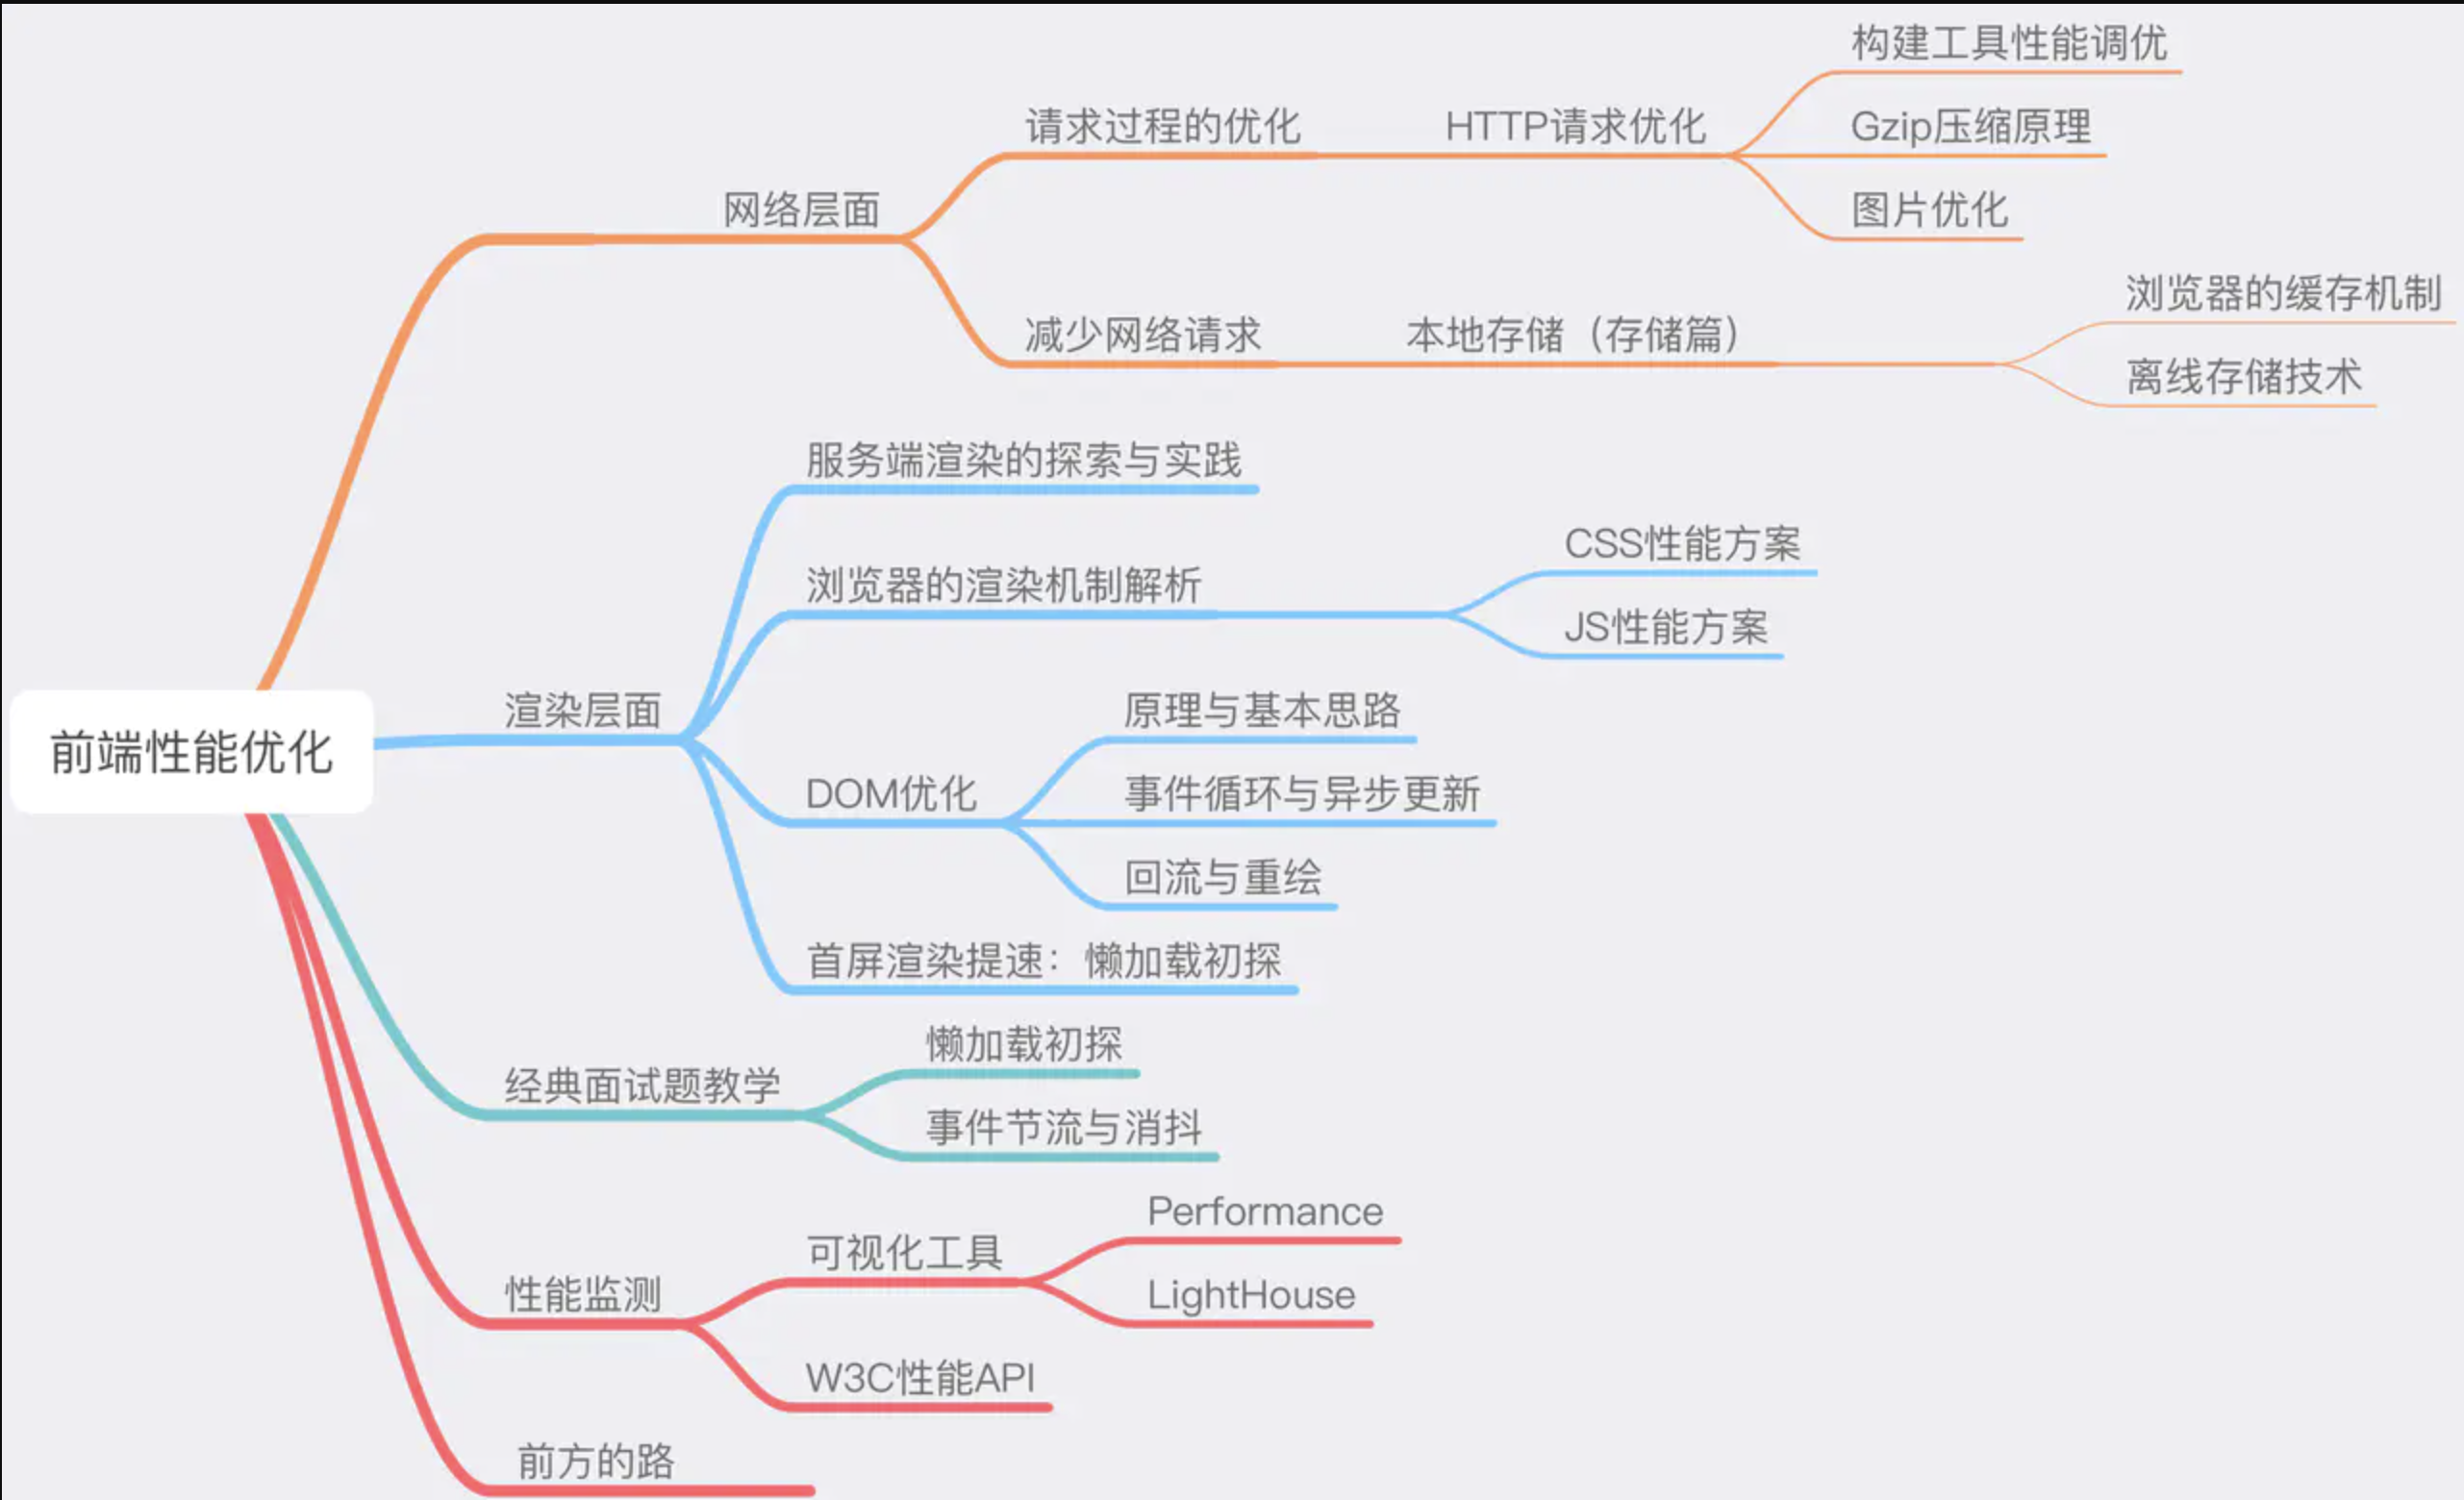 构建工具性能调优
请求过程的优化
HTTP请求优化
Gzip压缩原理
网络层面
图片优化
浏览器的缓存机制
减少网络请求
本地存储（存储篇）
离线存储技术
服务端渲染的探索与实践
CSS性能方案
浏览器的渲染机制解析
JS性能方案
渲染层面
原理与基本思路
前端性能优化
DOM优化
事件循环与异步更新
回流与重绘
首屏渲染提速：懒加载初探
懒加载初探
经典面试题教学
事件节流与消抖
Performance
可视化工具
性能监测
LightHouse
W3C性能API
前方的路